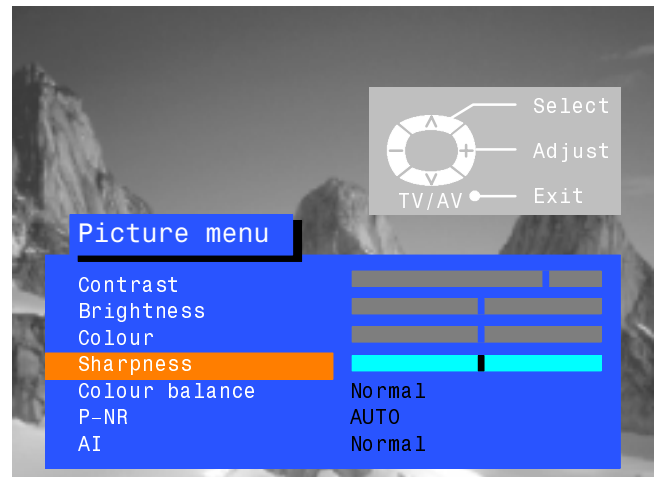 Select
Adjust
TV/AV Exit
Picture menu
Contrast
Brightness
Colour
Sharpness
Colour balance Normal
P-NR AUTO
AI Normal